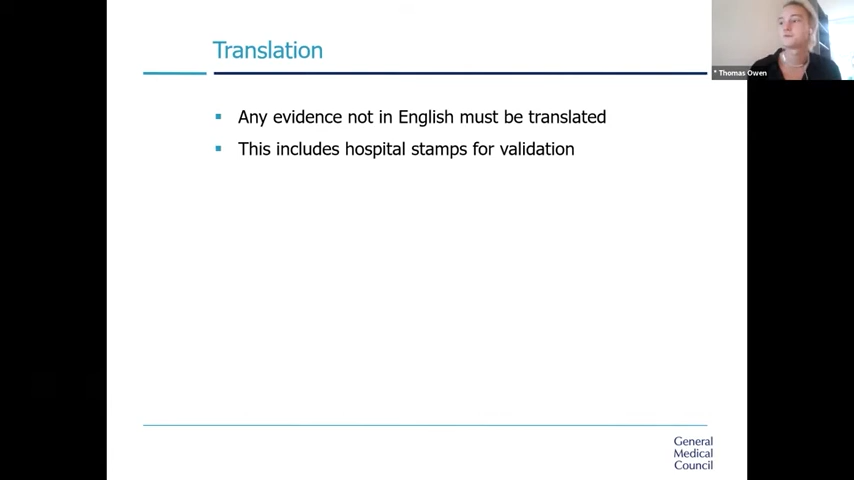 Translation
* Thomas Owen
▪ Any evidence not in English must be translated
▪ This includes hospital stamps for validation
General
Medical
Council